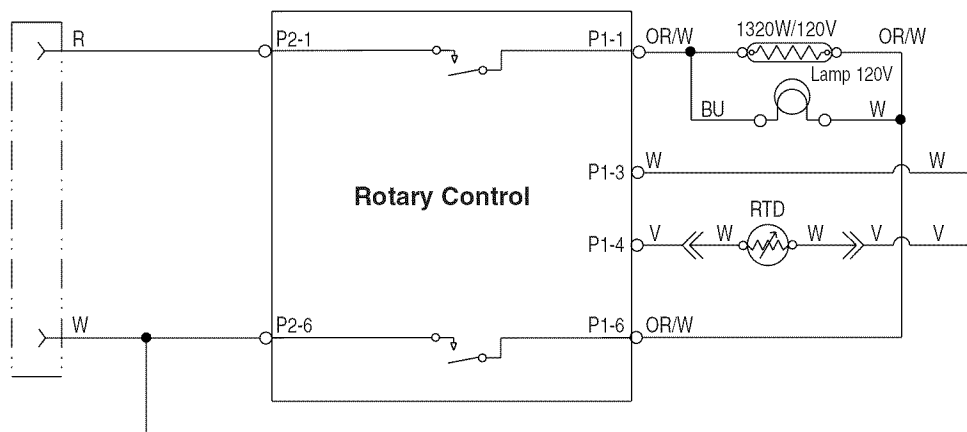 R P2-1 P1-1 OR/W 1320W/120V OR/W
Lamp 120V
BU W
P1-3 W W
Rotary Control
RTD
P1-4 V W W V V
W P2-6 P1-6 OR/W